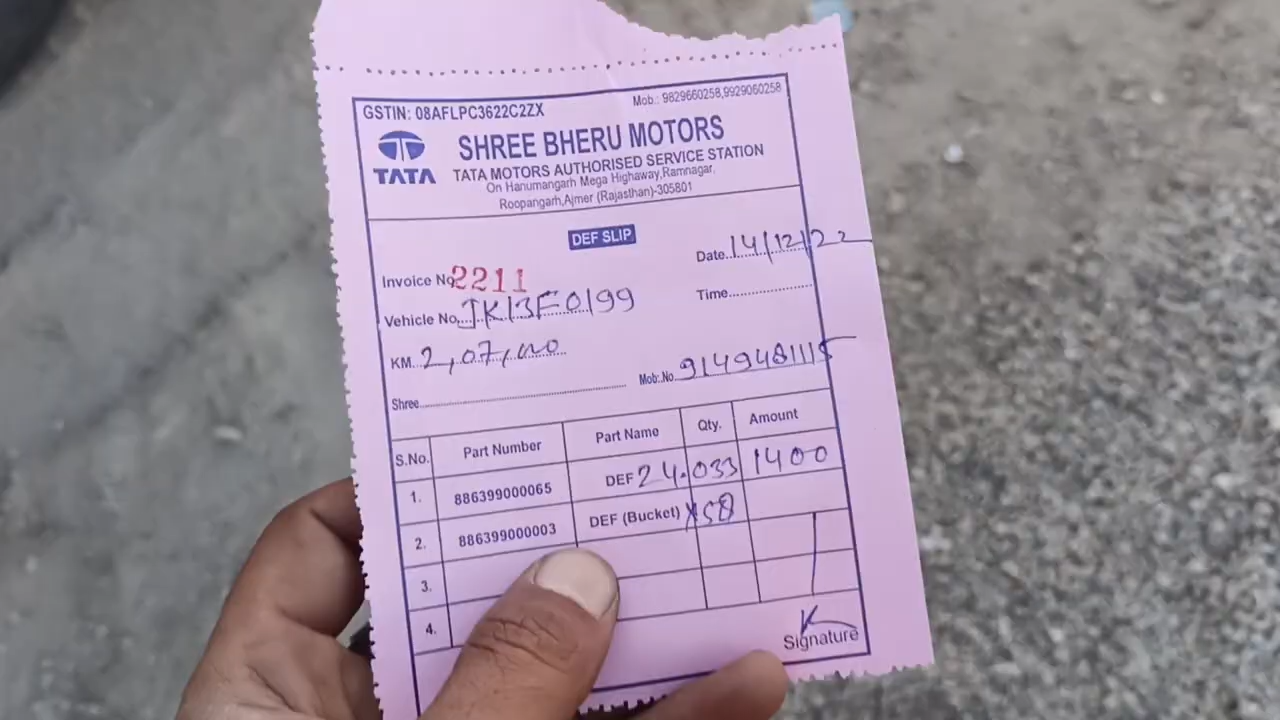 GSTIN: 08AFLPC3622C2ZX Mob.: 9829660258,9929060258
TATA
SHREE BHERU MOTORS
TATA MOTORS AUTHORISED SERVICE STATION
On Hanumangarh Mega Highaway,Ramnagar,
Roopangarh,Ajmer (Rajasthan)-305801
DEF SLIP
Invoice No. 2211 Date. 14/12/22
Vehicle No. JK13F0199 Time
KM. 2,07,000 Mob:.No. 9149481115
Shree
S.No. Part Number Part Name Qty. Amount
1. 886399000065 DEF 24.033 1400
2. 886399000003 DEF (Bucket) x58
3.
4.
Signature